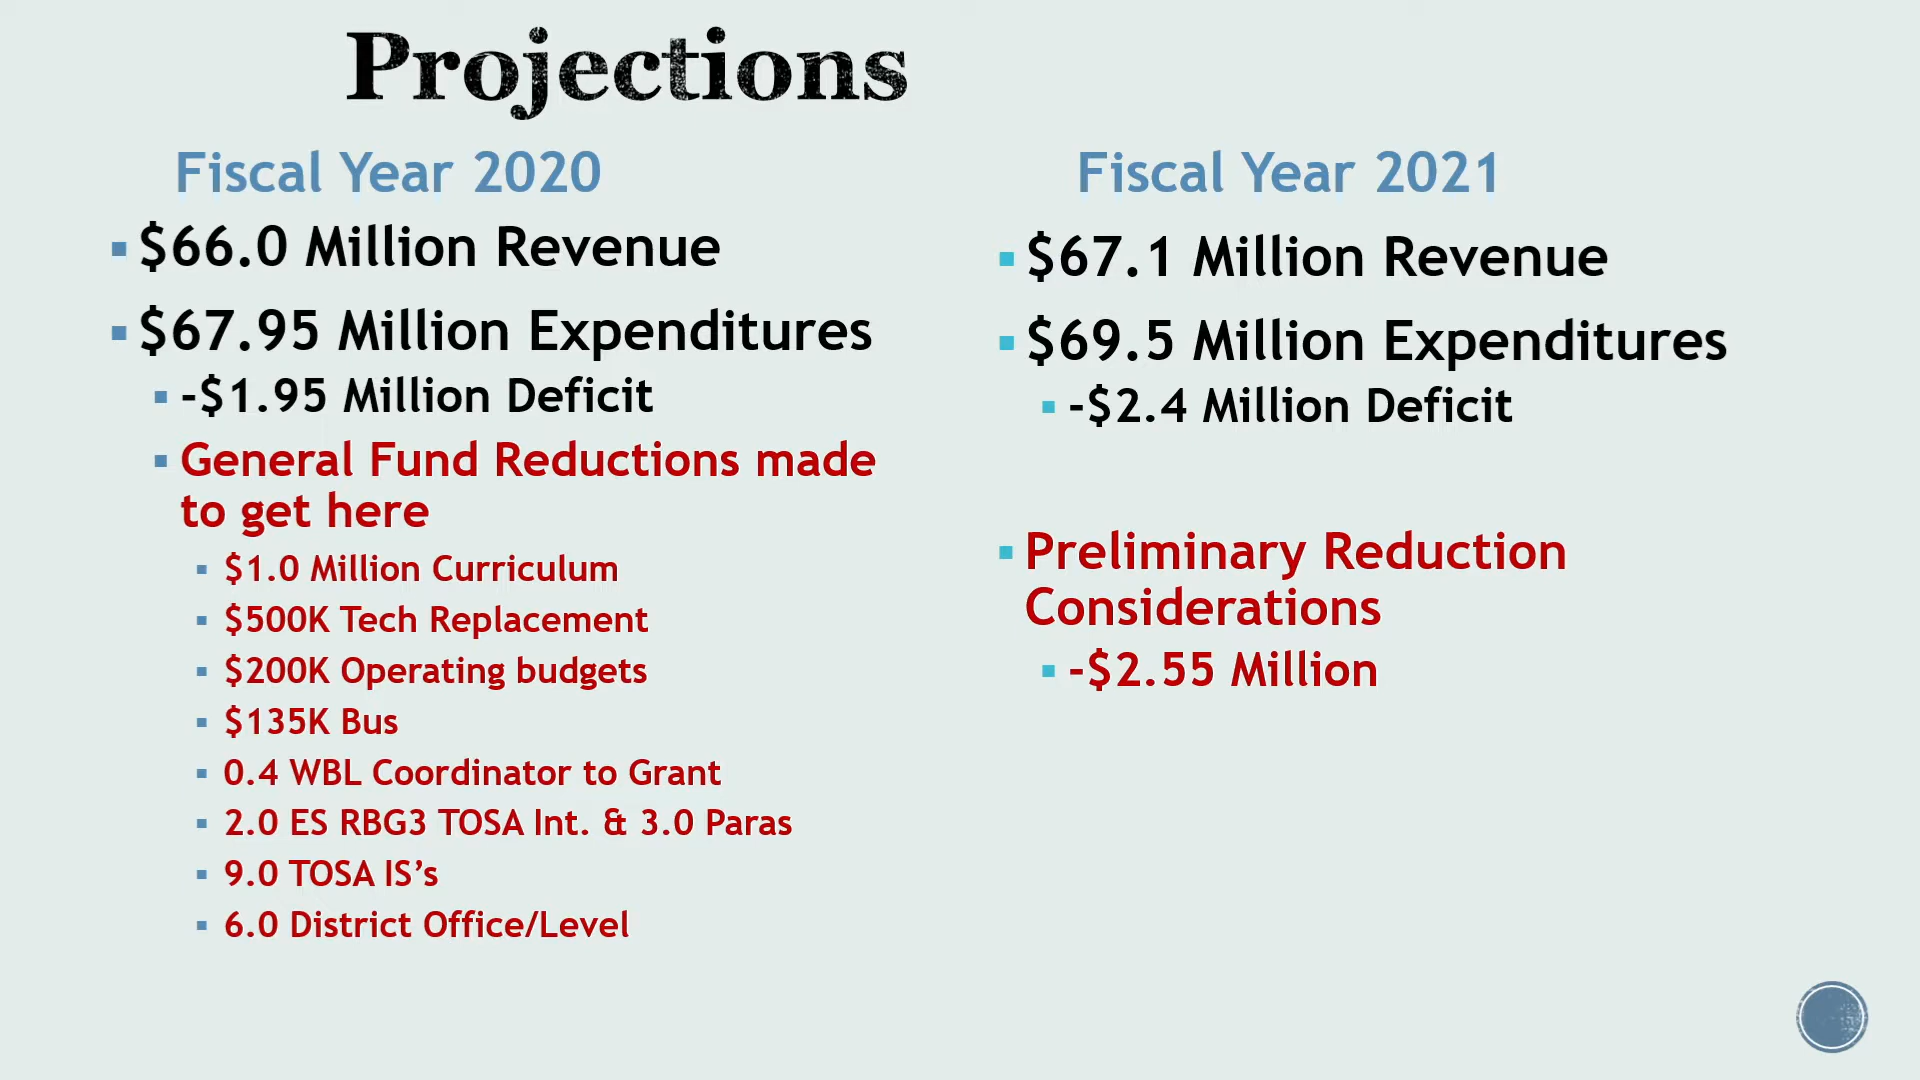 Projections
Fiscal Year 2020
$66.0 Million Revenue
$67.95 Million Expenditures
-$1.95 Million Deficit
General Fund Reductions made
to get here
$1.0 Million Curriculum
$500K Tech Replacement
$200K Operating budgets
$135K Bus
0.4 WBL Coordinator to Grant
2.0 ES RBG3 TOSA Int. & 3.0 Paras
9.0 TOSA IS’s
6.0 District Office/Level
Fiscal Year 2021
$67.1 Million Revenue
$69.5 Million Expenditures
-$2.4 Million Deficit
Preliminary Reduction
Considerations
-$2.55 Million